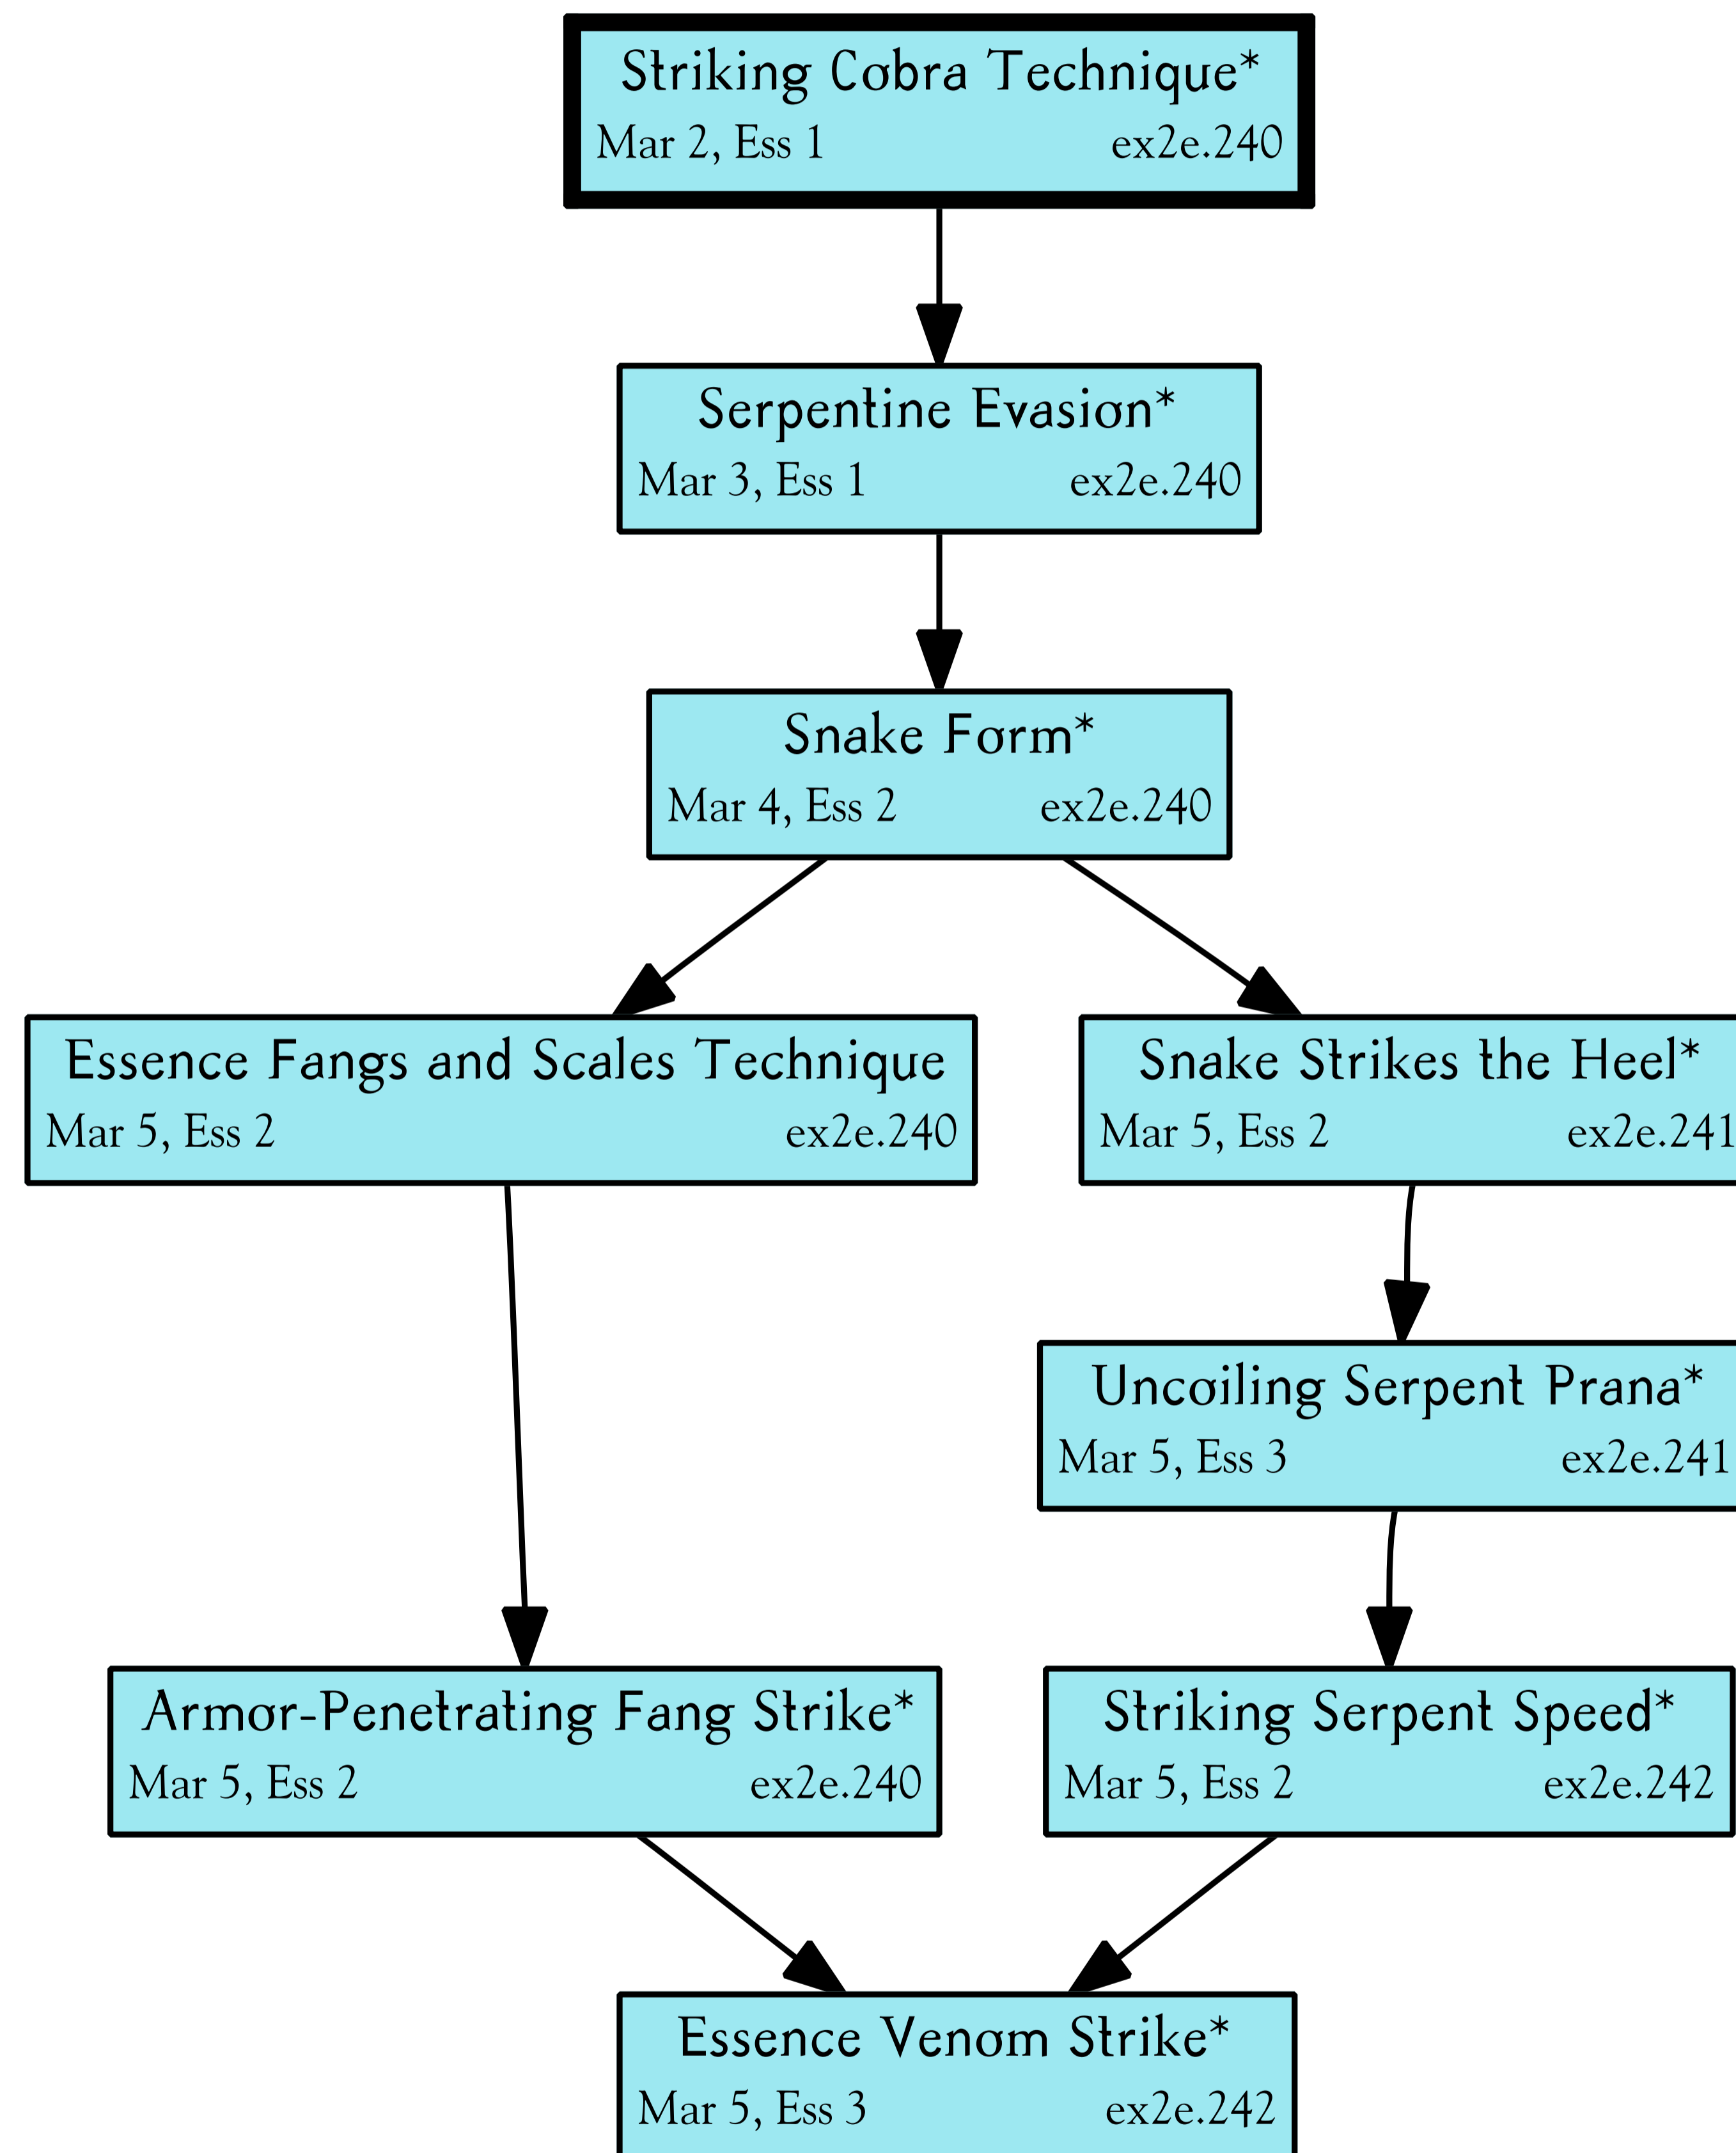 Striking Cobra Technique*
Mar 2, Ess 1 ex2e.240
Serpentine Evasion*
Mar 3, Ess 1 ex2e.240
Snake Form*
Mar 4, Ess 2 ex2e.240
Essence Fangs and Scales Technique
Mar 5, Ess 2 ex2e.240
Snake Strikes the Heel*
Mar 5, Ess 2 ex2e.241
Uncoiling Serpent Prana*
Mar 5, Ess 3 ex2e.241
Armor-Penetrating Fang Strike*
Mar 5, Ess 2 ex2e.240
Striking Serpent Speed*
Mar 5, Ess 2 ex2e.242
Essence Venom Strike*
Mar 5, Ess 3 ex2e.242